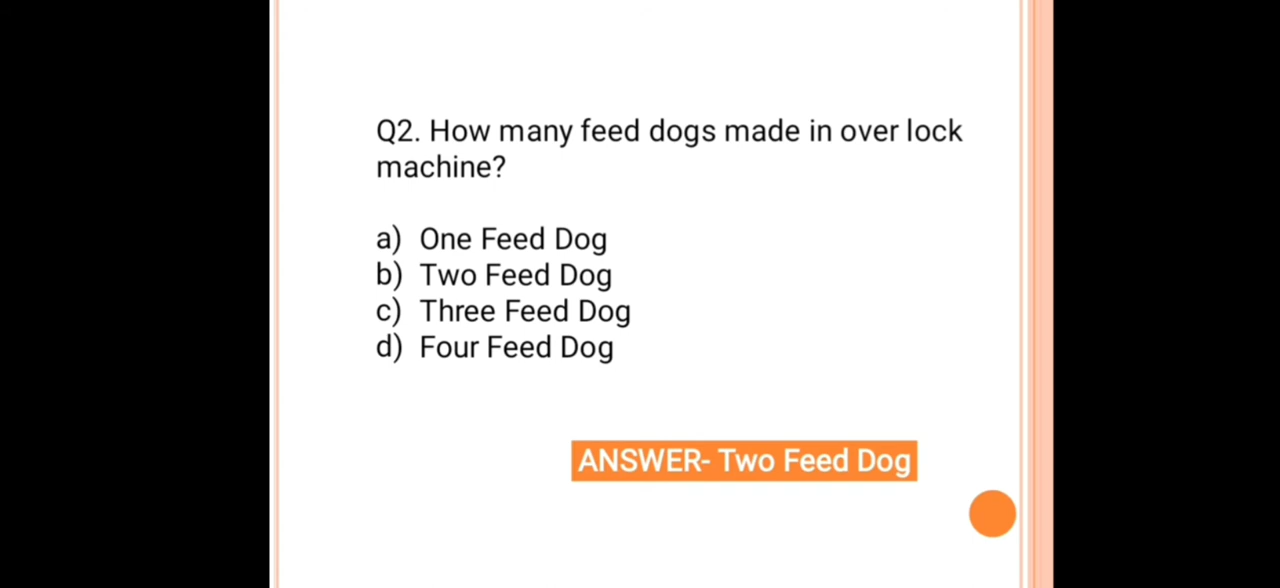 Q2. How many feed dogs made in over lock
machine?
a) One Feed Dog
b) Two Feed Dog
c) Three Feed Dog
d) Four Feed Dog
ANSWER- Two Feed Dog